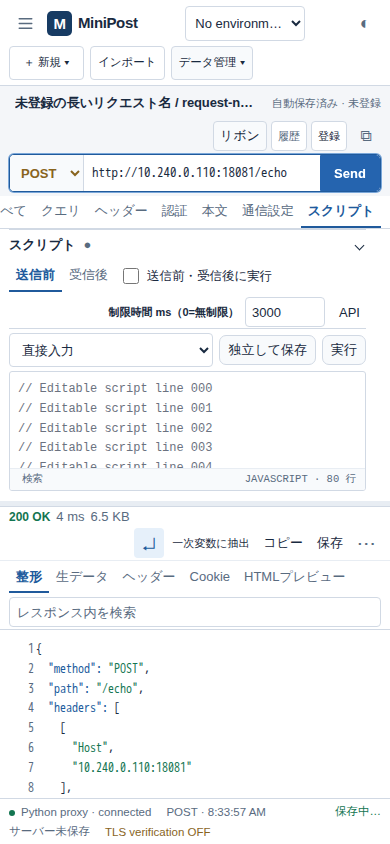 M MiniPost No environm…
＋ 新規 ▾ インポート データ管理 ▾
未登録の長いリクエスト名 / request-n… 自動保存済み · 未登録
リボン 履歴 登録
POST http://10.240.0.110:18081/echo Send
べて クエリ ヘッダー 認証 本文 通信設定 スクリプト
スクリプト
送信前 受信後 送信前・受信後に実行
制限時間 ms（0=無制限） 3000 API
直接入力 独立して保存 実行
// Editable script line 000
// Editable script line 001
// Editable script line 002
// Editable script line 003
// Editable script line 004
検索 JAVASCRIPT · 80 行
200 OK 4 ms 6.5 KB
一次変数に抽出 コピー 保存 ···
整形 生データ ヘッダー Cookie HTMLプレビュー
レスポンス内を検索
1 {
2 "method": "POST",
3 "path": "/echo",
4 "headers": [
5 [
6 "Host",
7 "10.240.0.110:18081"
8 ],
Python proxy · connected POST · 8:33:57 AM 保存中…
サーバー未保存 TLS verification OFF